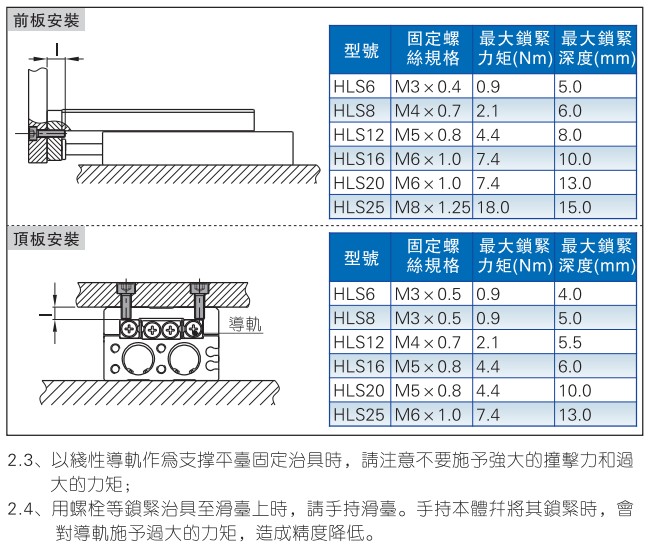 前板安裝
l
型號 固定螺絲規格 最大鎖緊力矩(Nm) 最大鎖緊深度(mm)
HLS6 M3×0.4 0.9 5.0
HLS8 M4×0.7 2.1 6.0
HLS12 M5×0.8 4.4 8.0
HLS16 M6×1.0 7.4 10.0
HLS20 M6×1.0 7.4 13.0
HLS25 M8×1.25 18.0 15.0
頂板安裝
l
導軌
型號 固定螺絲規格 最大鎖緊力矩(Nm) 最大鎖緊深度(mm)
HLS6 M3×0.5 0.9 4.0
HLS8 M3×0.5 0.9 5.0
HLS12 M4×0.7 2.1 5.5
HLS16 M5×0.8 4.4 6.0
HLS20 M5×0.8 4.4 10.0
HLS25 M6×1.0 7.4 13.0
2.3、以綫性導軌作爲支撑平臺固定治具時，請注意不要施予強大的撞擊力和過
大的力矩；
2.4、用螺栓等鎖緊治具至滑臺上時，請手持滑臺。手持本體幷將其鎖緊時，會
對導軌施予過大的力矩，造成精度降低。